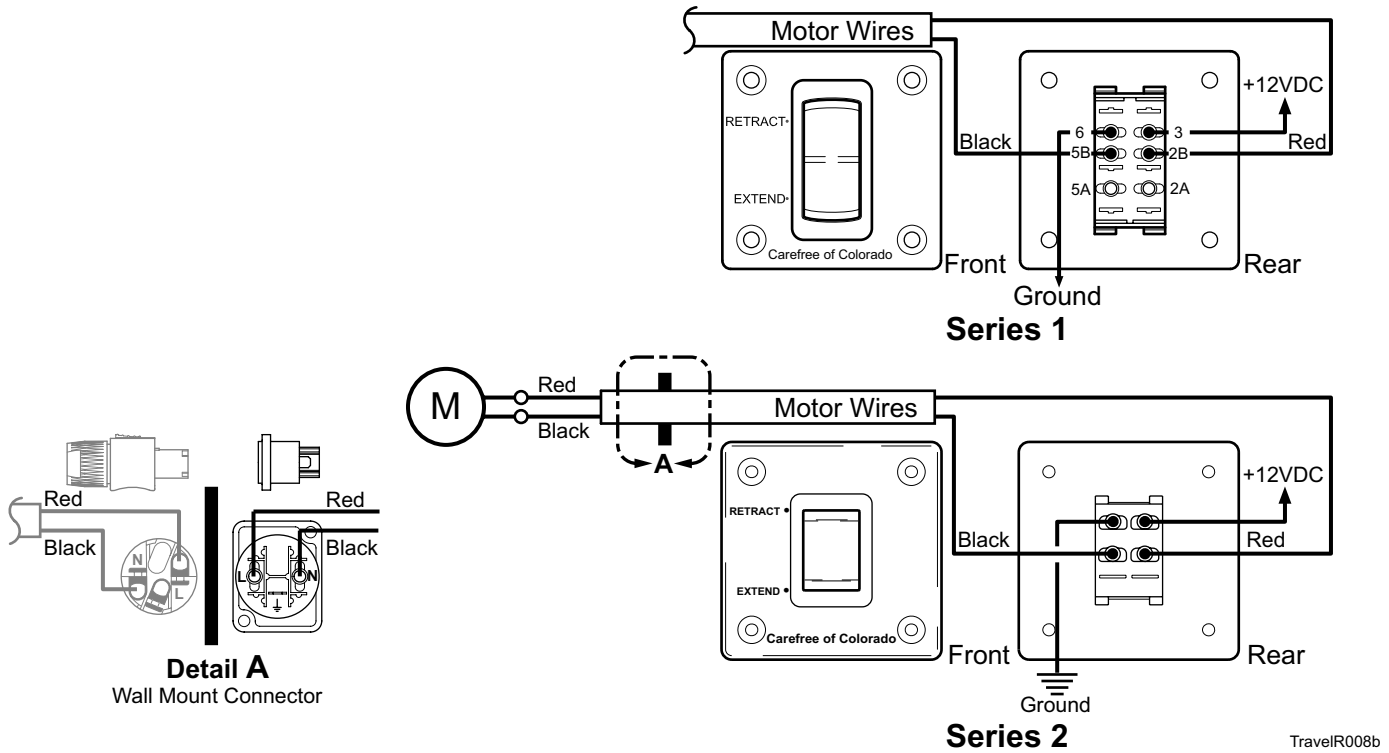 Motor Wires
RETRACT
EXTEND
Carefree of Colorado
Front
Black
6
5B
5A
3
2B
2A
+12VDC
Red
Rear
Ground
Series 1
M
Red
Black
Motor Wires
A
RETRACT
EXTEND
Carefree of Colorado
Front
Black
+12VDC
Red
Rear
Ground
Series 2
Red
Black
N
L
Red
Black
L
N
Detail A
Wall Mount Connector
TravelR008b